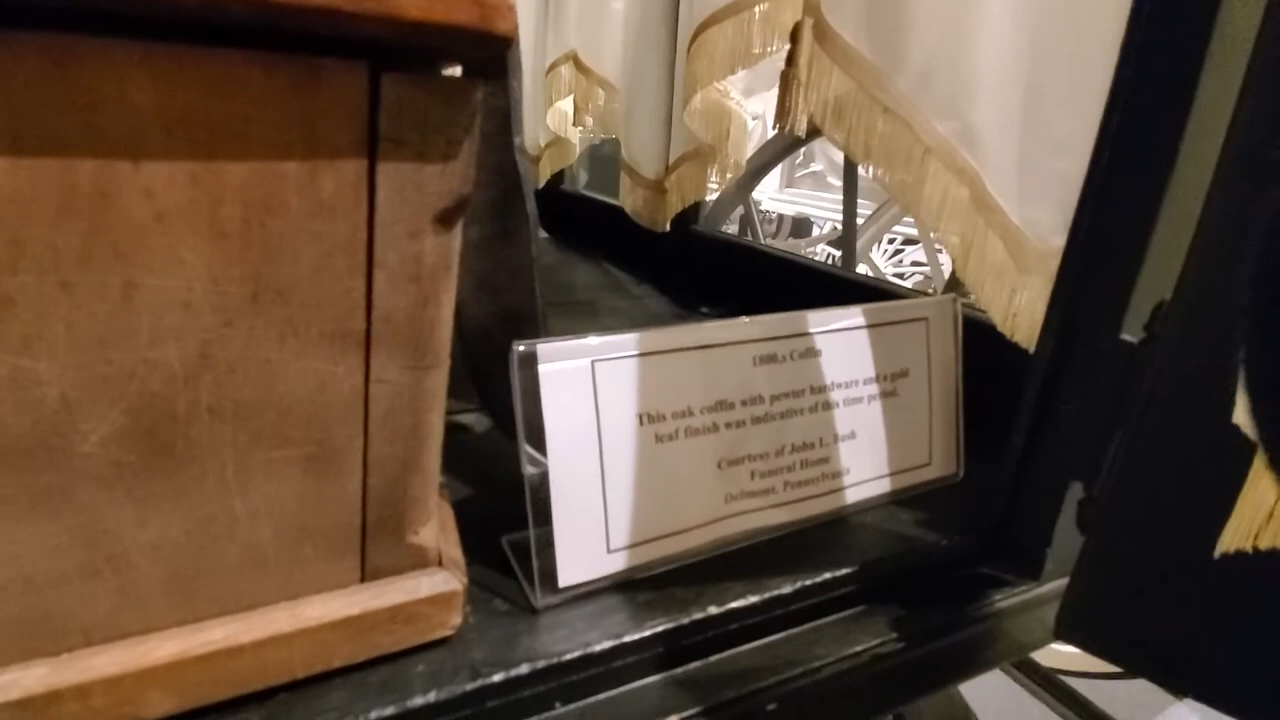 1800,s Coffin
This oak coffin with pewter hardware and a gold
leaf finish was indicative of this time period.
Courtesy of John L. Bash
Funeral Home
Delmont, Pennsylvania